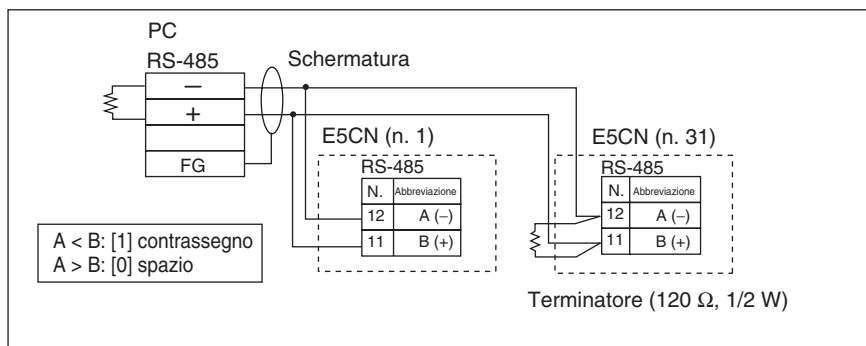 PC
RS-485
Schermatura
−
+
FG
E5CN (n. 1)
RS-485
N. Abbreviazione
12 A (−)
11 B (+)
E5CN (n. 31)
RS-485
N. Abbreviazione
12 A (−)
11 B (+)
A < B: [1] contrassegno
A > B: [0] spazio
Terminatore (120 Ω, 1/2 W)